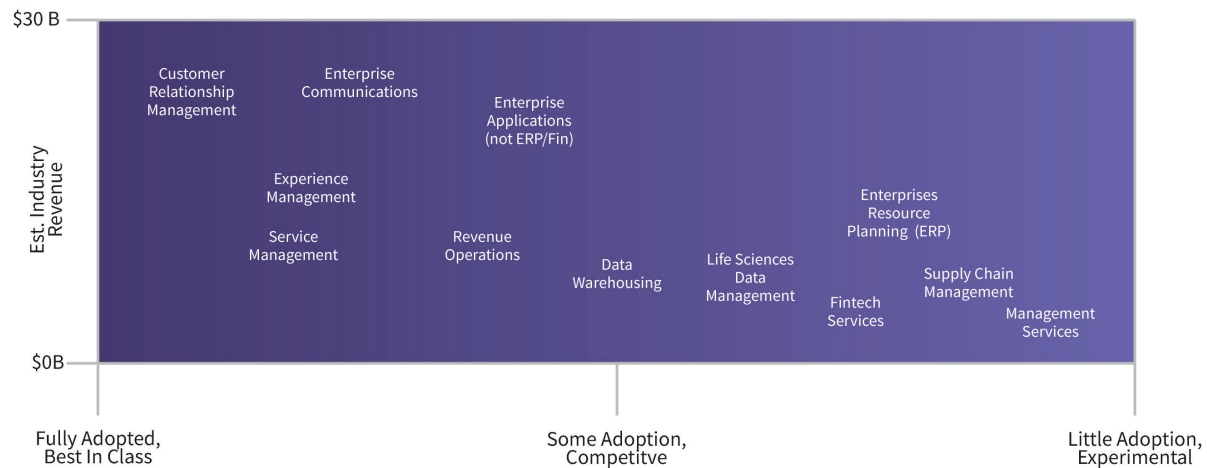 $30 B
Est. Industry
Revenue
$0B
Customer
Relationship
Management
Enterprise
Communications
Enterprise
Applications
(not ERP/Fin)
Experience
Management
Service
Management
Revenue
Operations
Data
Warehousing
Life Sciences
Data
Management
Enterprises
Resource
Planning (ERP)
Fintech
Services
Supply Chain
Management
Management
Services
Fully Adopted,
Best In Class
Some Adoption,
Competitve
Little Adoption,
Experimental